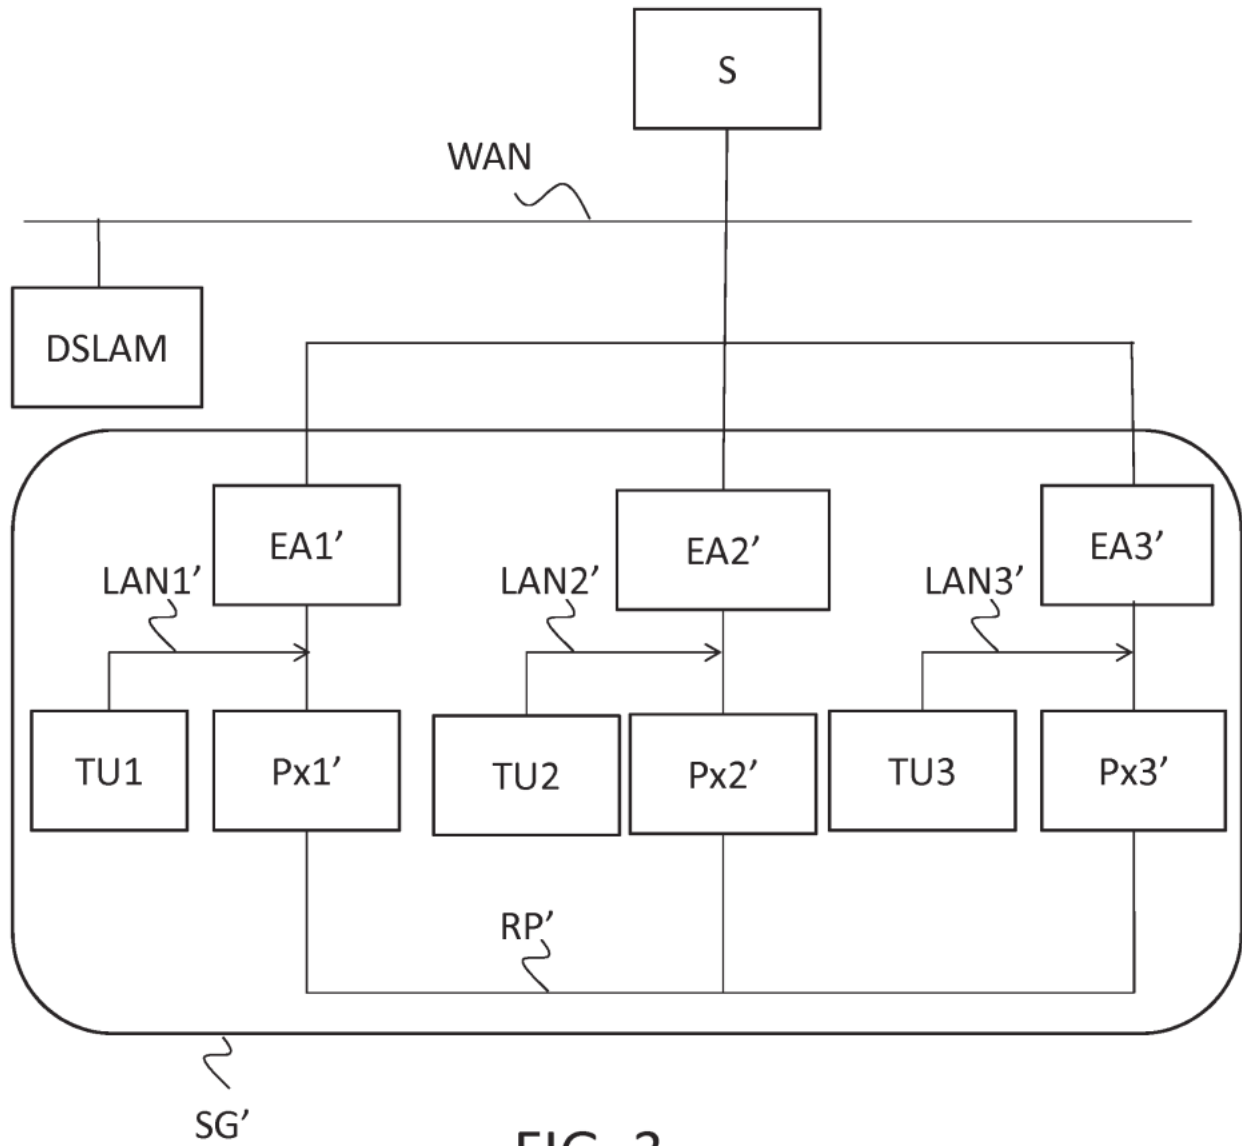 S
WAN
DSLAM
EA1’
EA2’
EA3’
LAN1’
LAN2’
LAN3’
TU1
Px1’
TU2
Px2’
TU3
Px3’
RP’
SG’